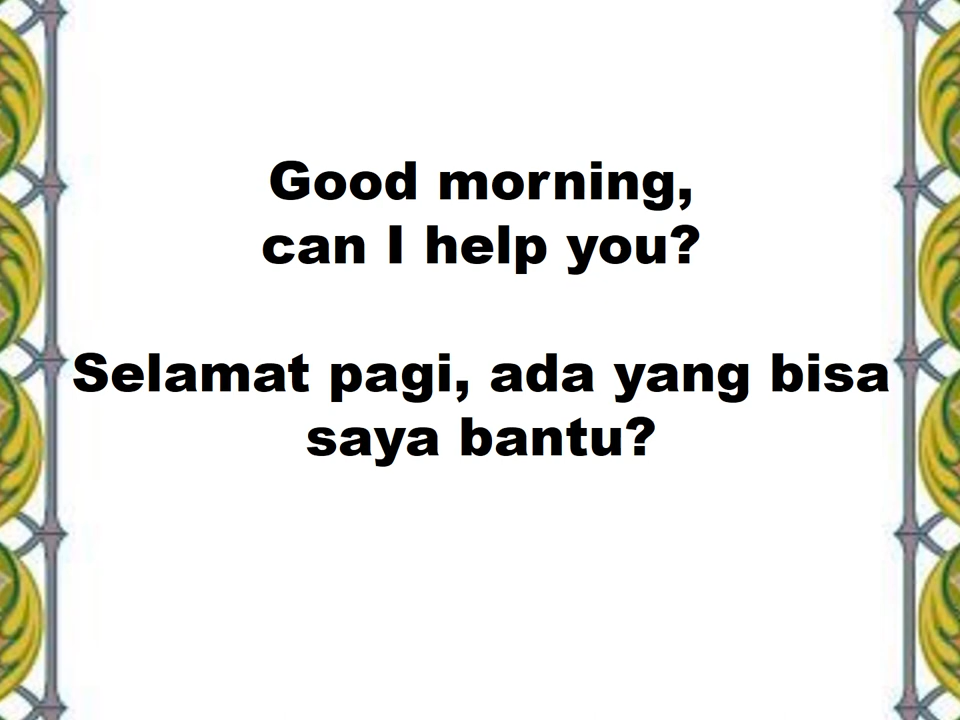 Good morning,
can I help you?
Selamat pagi, ada yang bisa
saya bantu?